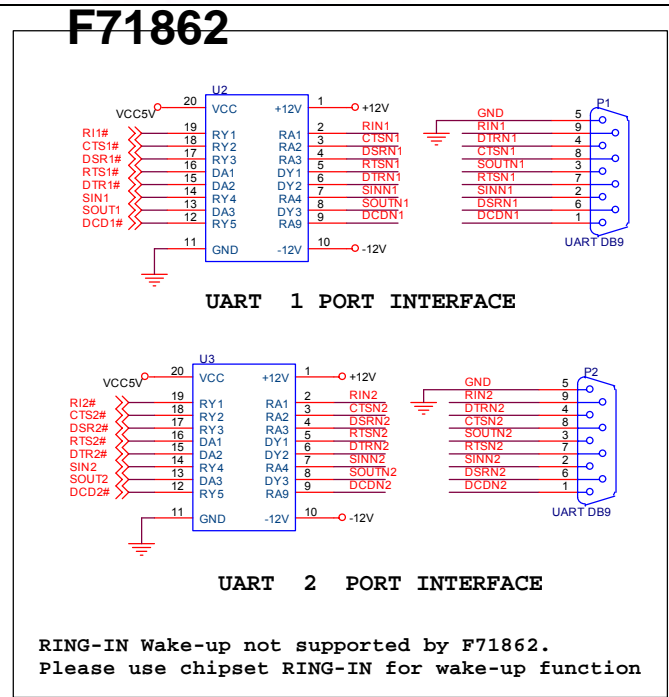 F71862
U2
VCC5V 20 VCC +12V 1 +12V
RI1# 19 RY1 RA1 2 RIN1
CTS1# 18 RY2 RA2 3 CTSN1
DSR1# 17 RY3 RA3 4 DSRN1
RTS1# 16 DA1 DY1 5 RTSN1
DTR1# 15 DA2 DY2 6 DTRN1
SIN1 14 RY4 RA4 7 SINN1
SOUT1 13 DA3 DY3 8 SOUTN1
DCD1# 12 RY5 RA9 9 DCDN1
11 GND -12V 10 -12V
P1
GND 5
RIN1 9
DTRN1 4
CTSN1 8
SOUTN1 3
RTSN1 7
SINN1 2
DSRN1 6
DCDN1 1
UART DB9
UART 1 PORT INTERFACE
U3
VCC5V 20 VCC +12V 1 +12V
RI2# 19 RY1 RA1 2 RIN2
CTS2# 18 RY2 RA2 3 CTSN2
DSR2# 17 RY3 RA3 4 DSRN2
RTS2# 16 DA1 DY1 5 RTSN2
DTR2# 15 DA2 DY2 6 DTRN2
SIN2 14 RY4 RA4 7 SINN2
SOUT2 13 DA3 DY3 8 SOUTN2
DCD2# 12 RY5 RA9 9 DCDN2
11 GND -12V 10 -12V
P2
GND 5
RIN2 9
DTRN2 4
CTSN2 8
SOUTN2 3
RTSN2 7
SINN2 2
DSRN2 6
DCDN2 1
UART DB9
UART 2 PORT INTERFACE
RING-IN Wake-up not supported by F71862.
Please use chipset RING-IN for wake-up function